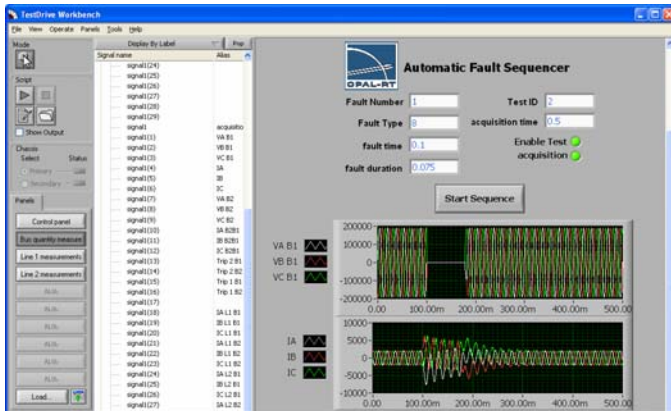 TestDrive Workbench
File View Operate Panels Tools Help
Mode
Script
Show Output
Chassis
Select Status
Primary
Secondary
Panels
Control panel
Bus quantity measure
Line 1 measurements
Line 2 measurements
N/A
N/A
N/A
N/A
N/A
Load...
Display By Label
Pop
Signal name Alias
signal1(24)
signal1(25)
signal1(26)
signal1(27)
signal1(28)
signal1(29)
signal1 acquisitio
signal1(1) VA B1
signal1(2) VB B1
signal1(3) VC B1
signal1(4) IA
signal1(5) IB
signal1(6) IC
signal1(7) VA B2
signal1(8) VB B2
signal1(9) VC B2
signal1(10) IA B2B1
signal1(11) IB B2B1
signal1(12) IC B2B1
signal1(13) Trip 2 B1
signal1(14) Trip 2 B2
signal1(15) Trip 1 B1
signal1(16) Trip 1 B2
signal1(17)
signal1(18) IA L1 B1
signal1(19) IB L1 B1
signal1(20) IC L1 B1
signal1(21) IA L1 B2
signal1(22) IB L1 B2
signal1(23) IC L1 B2
signal1(24) IA L2 B1
signal1(25) IB L2 B1
signal1(26) IC L2 B1
signal1(27) IA L2 B2
OPAL-RT
Automatic Fault Sequencer
Fault Number 1
Test ID 2
Fault Type 8
acquisition time 0.5
fault time 0.1
Enable Test
acquisition
fault duration 0.075
Start Sequence
VA B1
VB B1
VC B1
200000
100000
0
-100000
-200000
0.00 100.00m 200.00m 300.00m 400.00m 500.00
IA
IB
IC
10000
5000
0
-5000
-10000
0.00 100.00m 200.00m 300.00m 400.00m 500.00